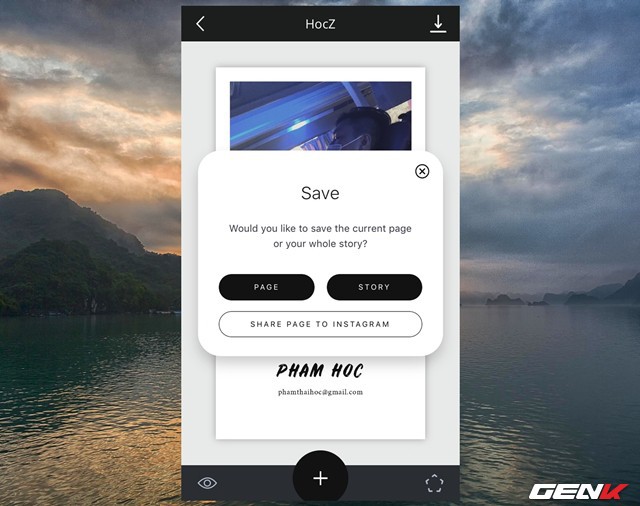 HocZ
Save
Would you like to save the current page
or your whole story?
PAGE
STORY
SHARE PAGE TO INSTAGRAM
PHAM HOC
phamthaihoc@gmail.com
GENK